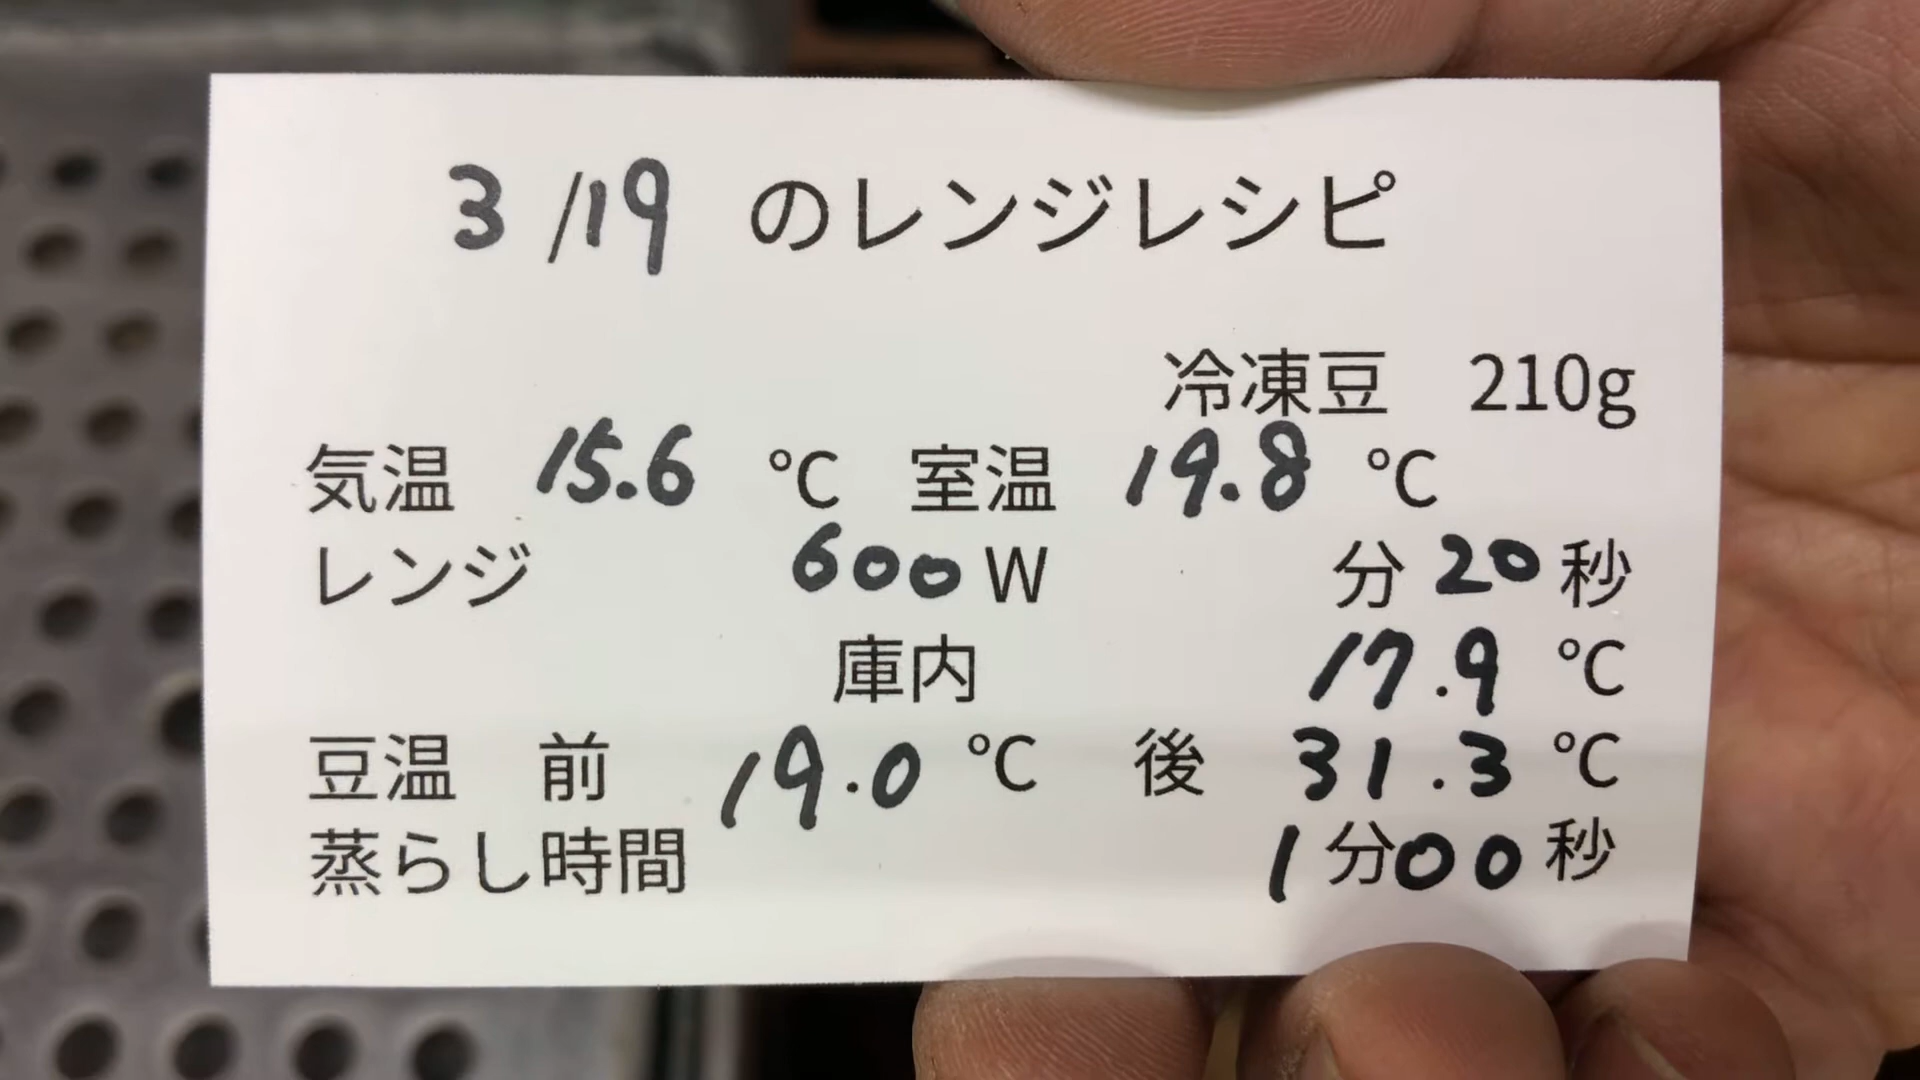 3/19 のレンジレシピ
冷凍豆 210g
気温 15.6 ℃ 室温 19.8 ℃
レンジ 600W 分 20 秒
庫内 17.9 ℃
豆温 前 19.0 ℃ 後 31.3 ℃
蒸らし時間 1分00秒